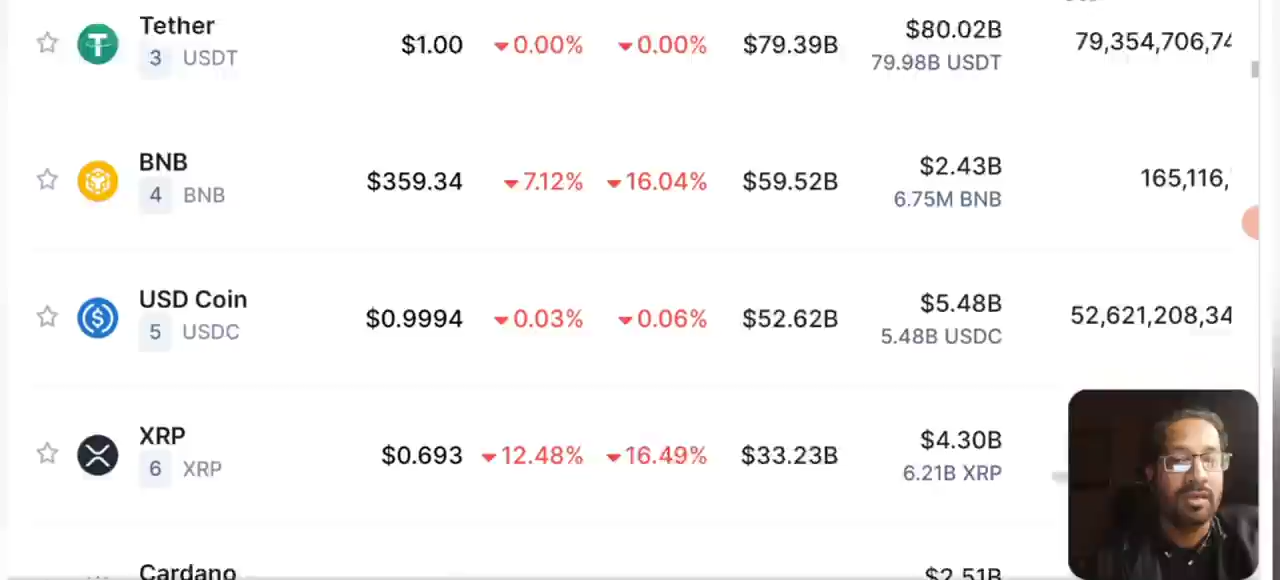 Tether
3 USDT
$1.00
0.00%
0.00%
$79.39B
$80.02B
79.98B USDT
79,354,706,74
BNB
4 BNB
$359.34
7.12%
16.04%
$59.52B
$2.43B
6.75M BNB
165,116,
USD Coin
5 USDC
$0.9994
0.03%
0.06%
$52.62B
$5.48B
5.48B USDC
52,621,208,34
XRP
6 XRP
$0.693
12.48%
16.49%
$33.23B
$4.30B
6.21B XRP
Cardano
$2.51B